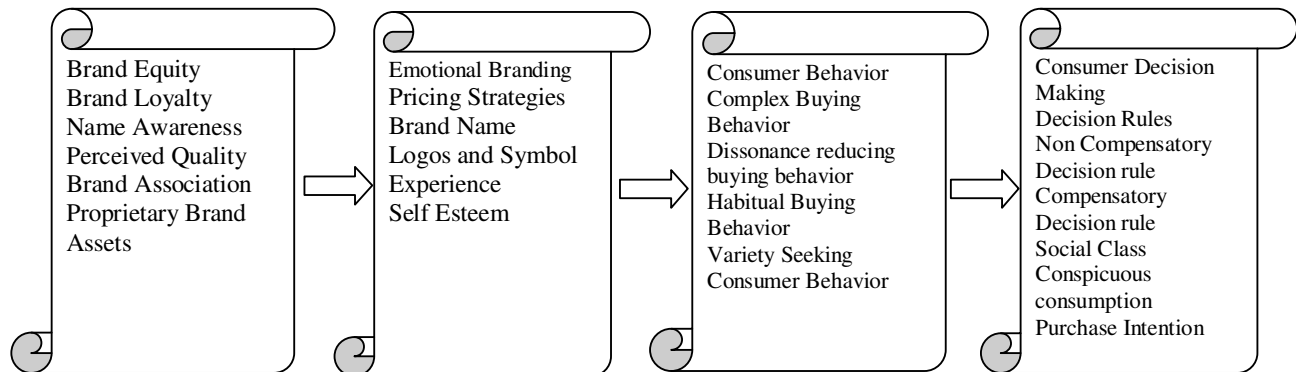 Brand Equity
Brand Loyalty
Name Awareness
Perceived Quality
Brand Association
Proprietary Brand
Assets
Emotional Branding
Pricing Strategies
Brand Name
Logos and Symbol
Experience
Self Esteem
Consumer Behavior
Complex Buying
Behavior
Dissonance reducing
buying behavior
Habitual Buying
Behavior
Variety Seeking
Consumer Behavior
Consumer Decision
Making
Decision Rules
Non Compensatory
Decision rule
Compensatory
Decision rule
Social Class
Conspicuous
consumption
Purchase Intention